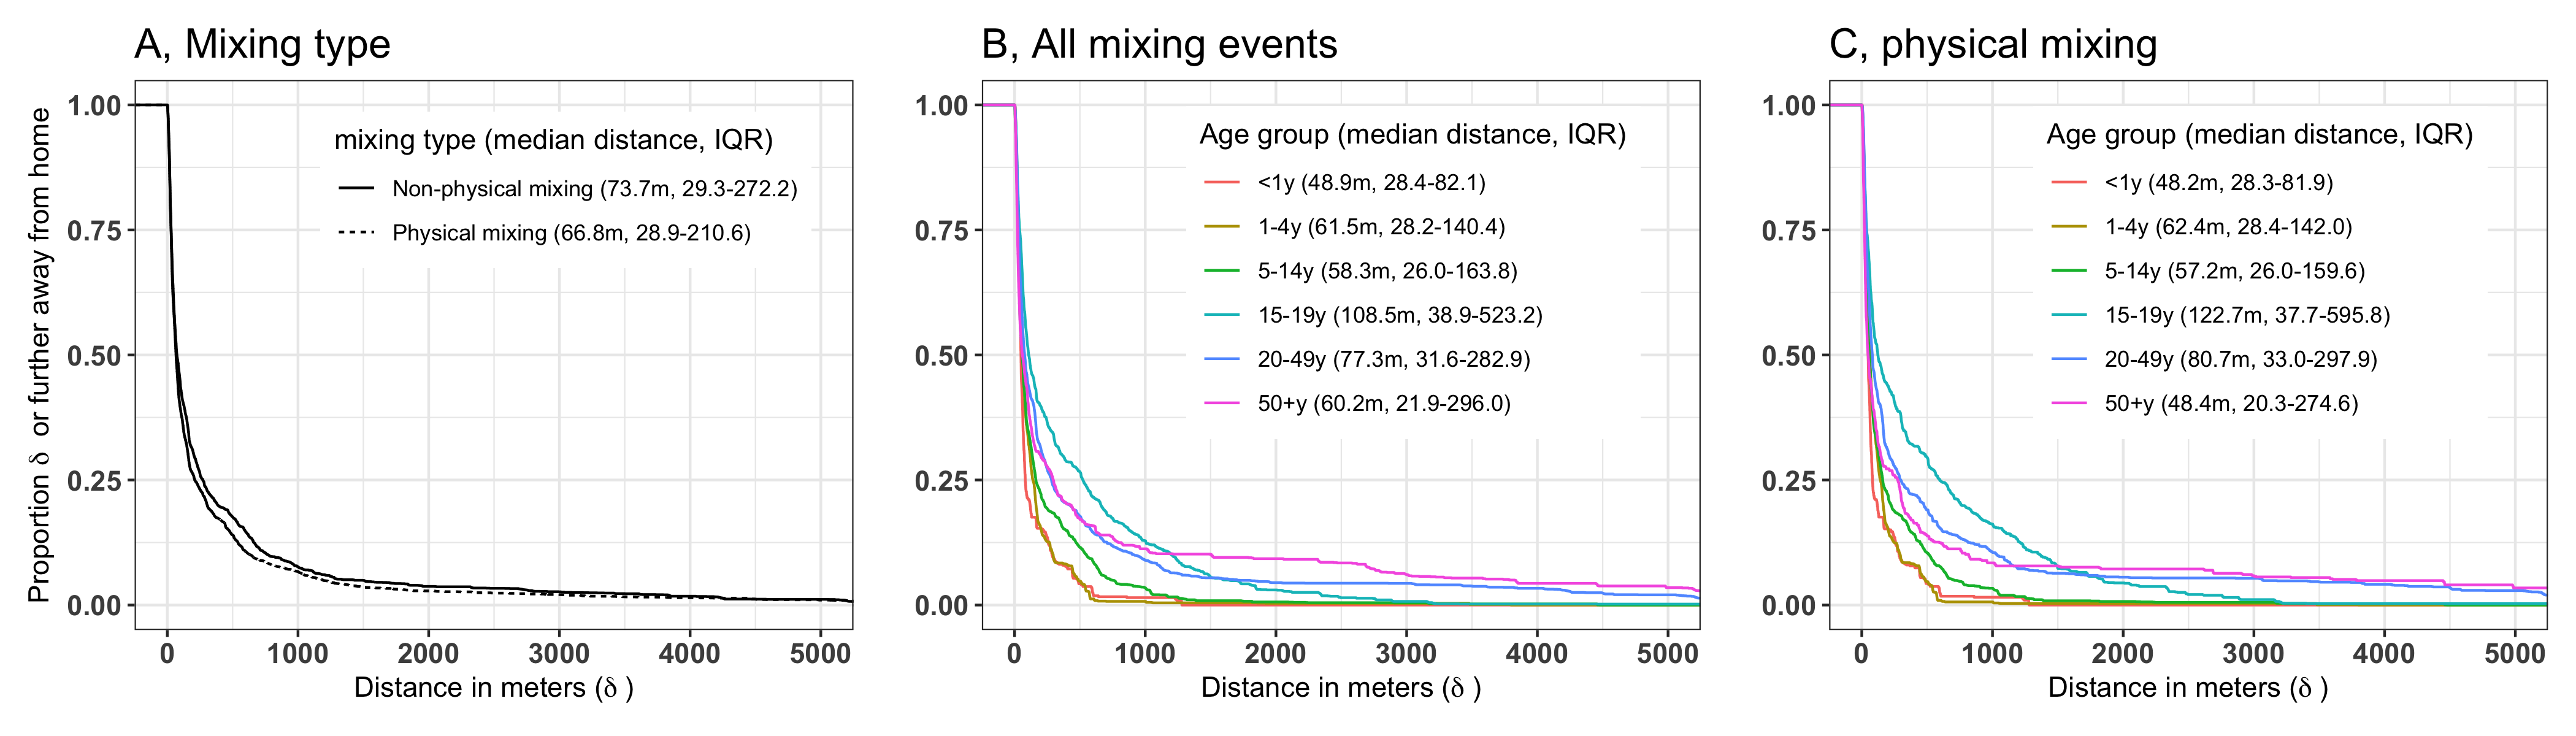 A, Mixing type
Proportion δ or further away from home
1.00
0.75
0.50
0.25
0.00
mixing type (median distance, IQR)
Non-physical mixing (73.7m, 29.3-272.2)
Physical mixing (66.8m, 28.9-210.6)
0 1000 2000 3000 4000 5000
Distance in meters (δ )
B, All mixing events
1.00
0.75
0.50
0.25
0.00
Age group (median distance, IQR)
<1y (48.9m, 28.4-82.1)
1-4y (61.5m, 28.2-140.4)
5-14y (58.3m, 26.0-163.8)
15-19y (108.5m, 38.9-523.2)
20-49y (77.3m, 31.6-282.9)
50+y (60.2m, 21.9-296.0)
0 1000 2000 3000 4000 5000
Distance in meters (δ )
C, physical mixing
1.00
0.75
0.50
0.25
0.00
Age group (median distance, IQR)
<1y (48.2m, 28.3-81.9)
1-4y (62.4m, 28.4-142.0)
5-14y (57.2m, 26.0-159.6)
15-19y (122.7m, 37.7-595.8)
20-49y (80.7m, 33.0-297.9)
50+y (48.4m, 20.3-274.6)
0 1000 2000 3000 4000 5000
Distance in meters (δ )